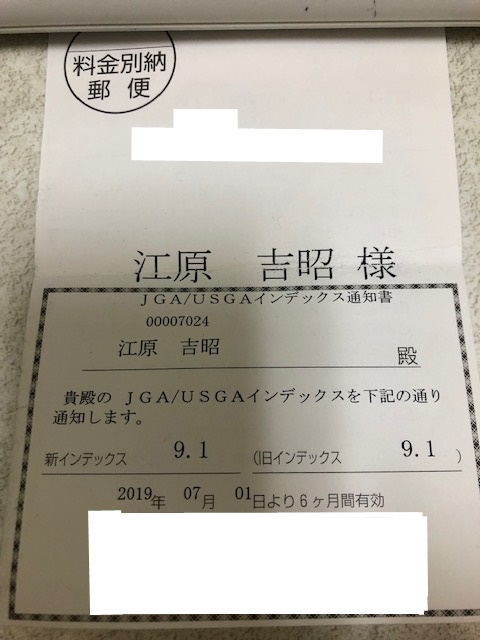 料金別納
郵便
江原 吉昭 様
JGA/USGAインデックス通知書
00007024
江原 吉昭 殿
貴殿の JGA/USGAインデックスを下記の通り
通知します。
新インデックス 9.1 (旧インデックス 9.1 )
2019年 07月 01日より6ヶ月間有効